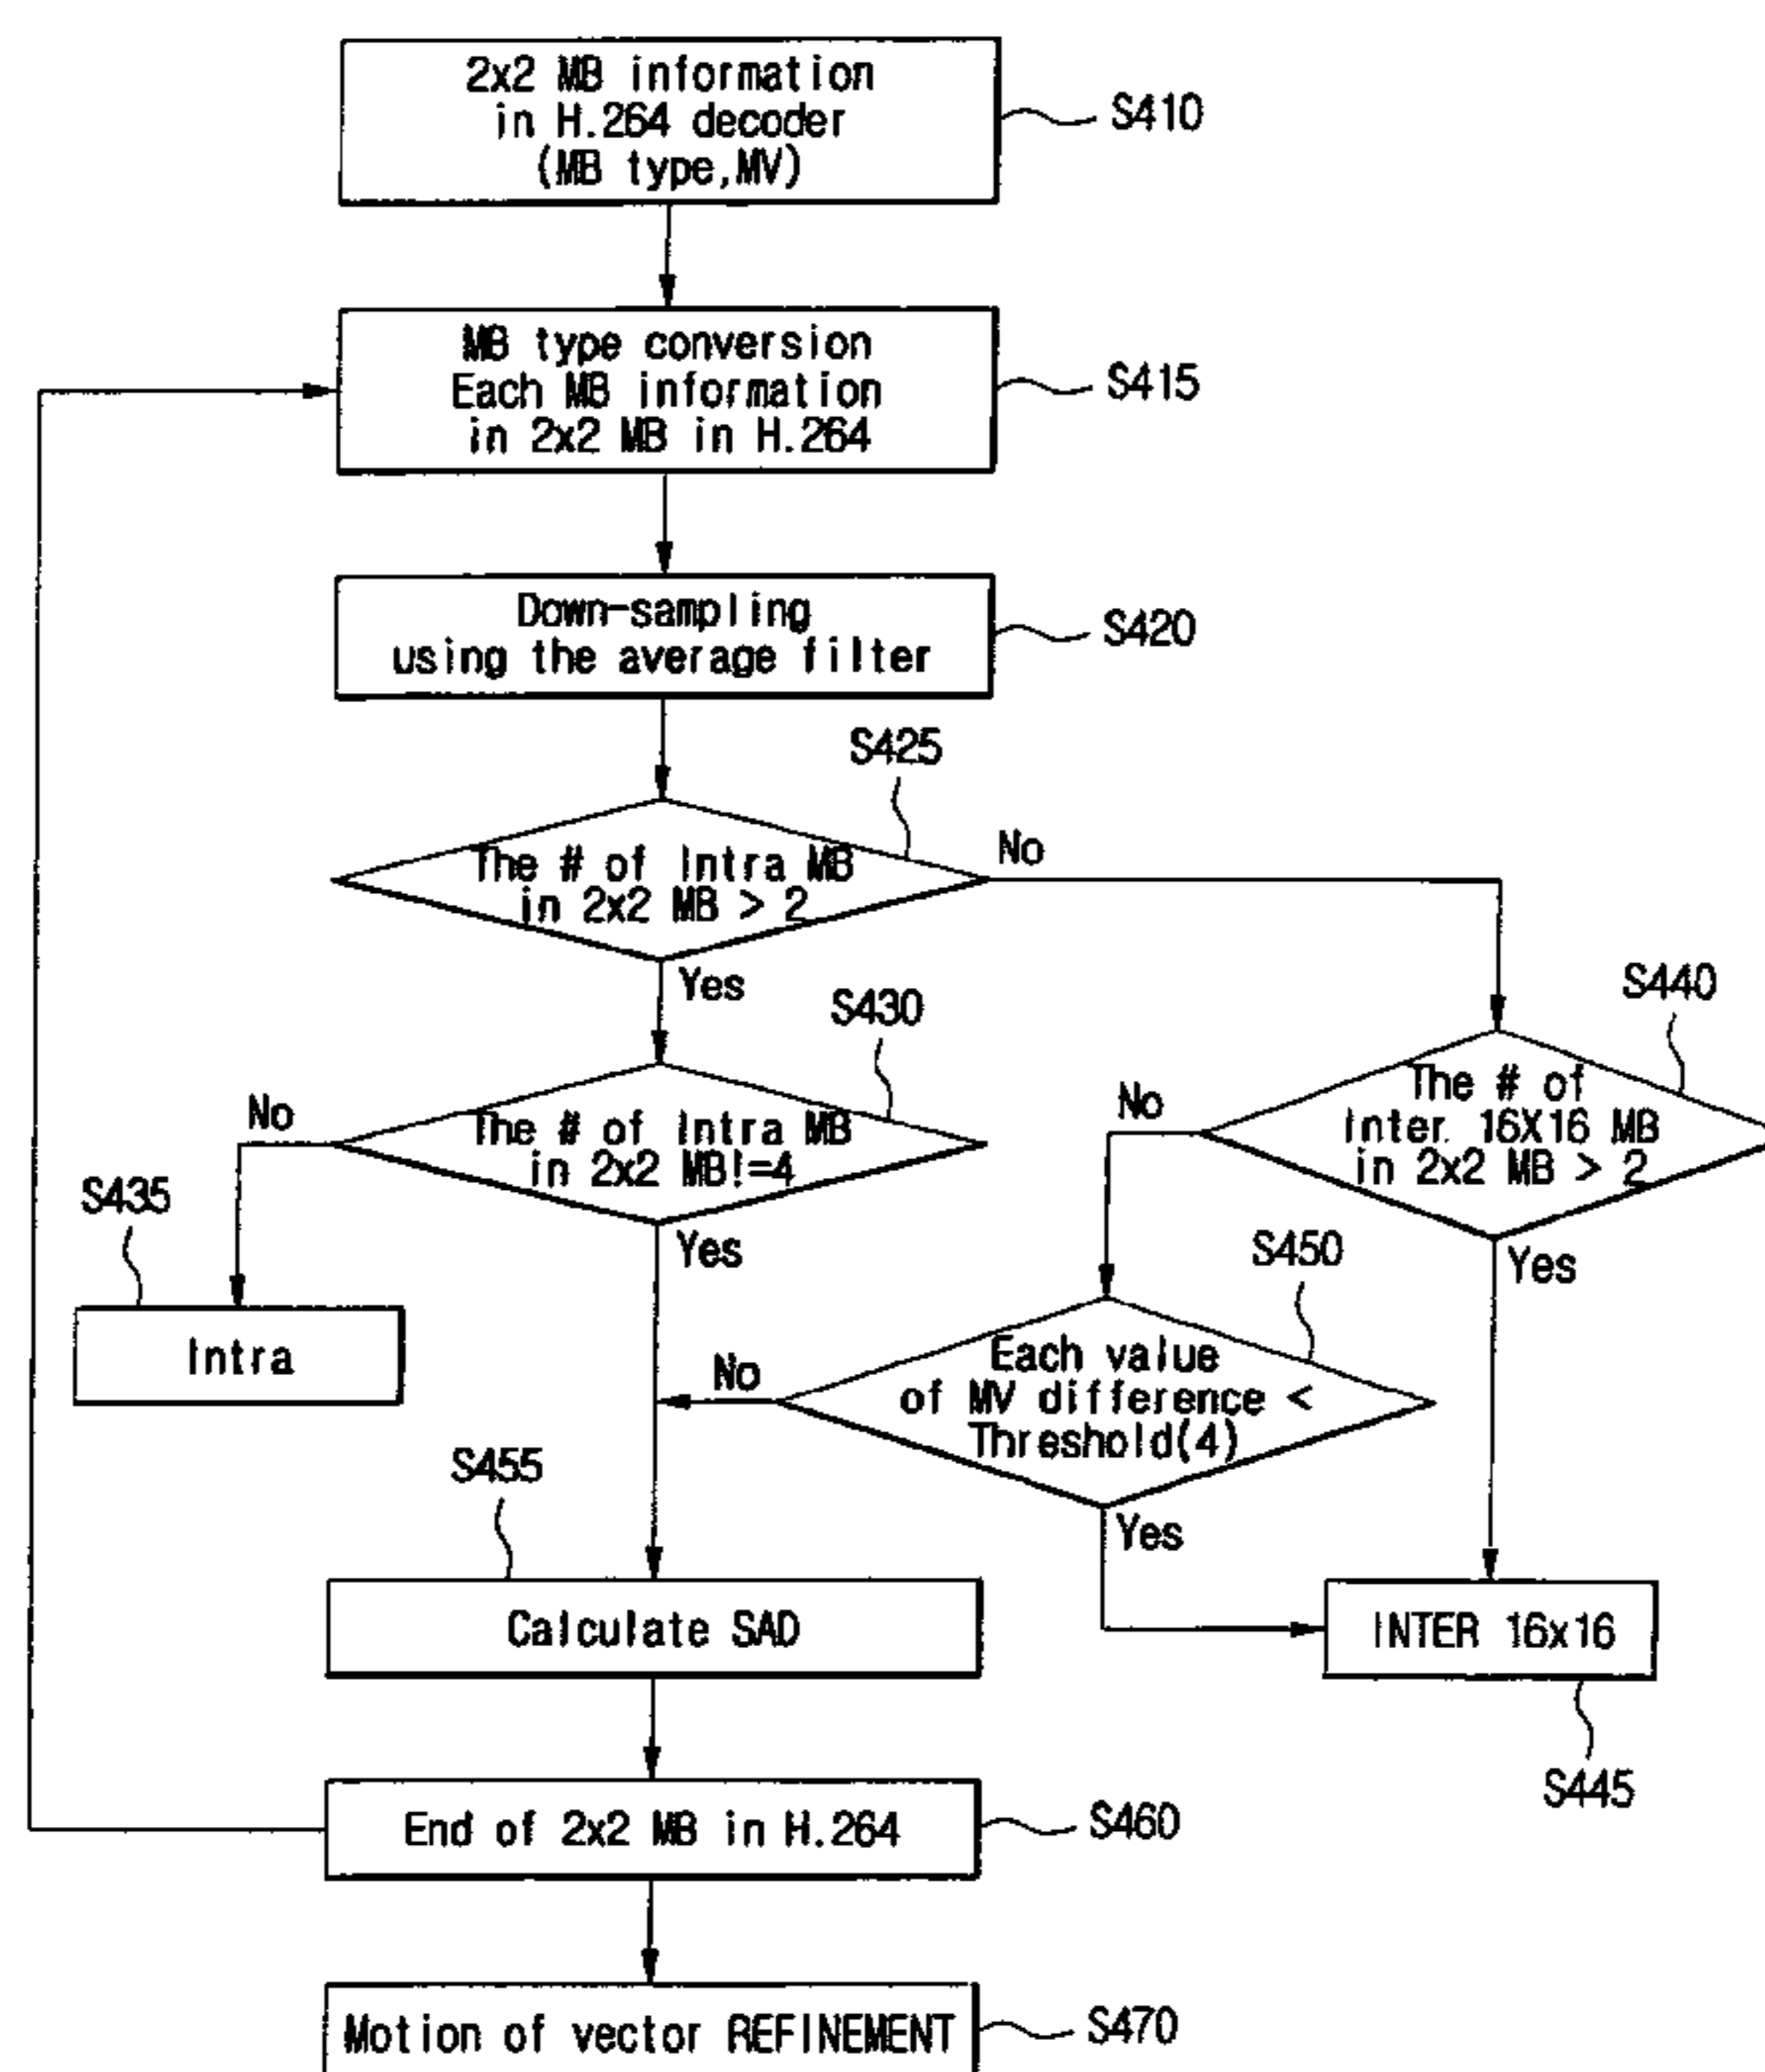 2x2 MB information
in H.264 decoder
(MB type,MV)
S410
MB type conversion
Each MB information
in 2x2 MB in H.264
S415
Down-sampling
using the average filter
S420
S425
The # of Intra MB
in 2x2 MB > 2
No
Yes
S430
The # of Intra MB
in 2x2 MB!=4
No
Yes
S435
Intra
S440
The # of
Inter. 16X16 MB
in 2x2 MB > 2
No
Yes
S450
Each value
of MV difference <
Threshold(4)
No
Yes
S455
Calculate SAD
INTER 16x16
S445
End of 2x2 MB in H.264
S460
Motion of vector REFINEMENT
S470